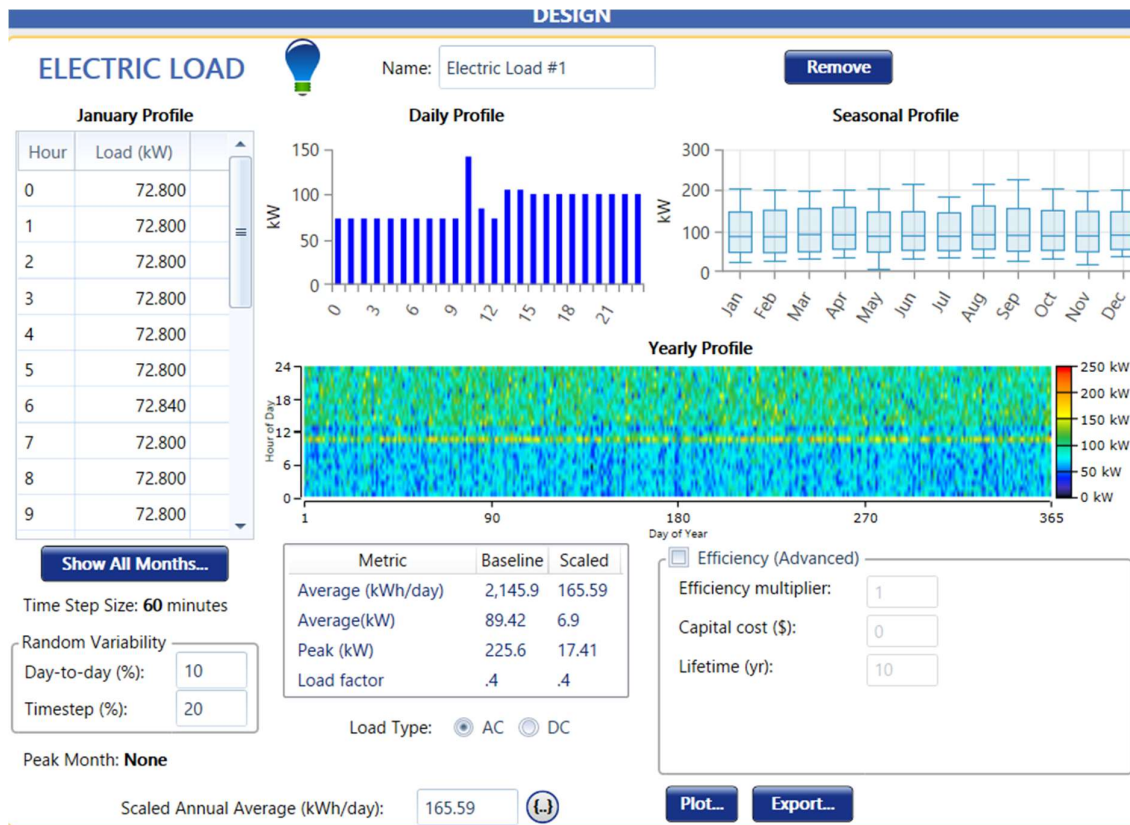 DESIGN
ELECTRIC LOAD
Name: Electric Load #1
Remove
January Profile
Hour Load (kW)
0 72.800
1 72.800
2 72.800
3 72.800
4 72.800
5 72.800
6 72.840
7 72.800
8 72.800
9 72.800
Show All Months...
Time Step Size: 60 minutes
Random Variability
Day-to-day (%): 10
Timestep (%): 20
Peak Month: None
Daily Profile
kW
150
100
50
0
0 3 6 9 12 15 18 21
Seasonal Profile
kW
300
200
100
0
Jan Feb Mar Apr May Jun Jul Aug Sep Oct Nov Dec
Yearly Profile
Hour of Day
24
18
12
6
0
1 90 180 270 365
Day of Year
250 kW
200 kW
150 kW
100 kW
50 kW
0 kW
Metric Baseline Scaled
Average (kWh/day) 2,145.9 165.59
Average(kW) 89.42 6.9
Peak (kW) 225.6 17.41
Load factor .4 .4
Load Type: AC DC
Efficiency (Advanced)
Efficiency multiplier: 1
Capital cost ($): 0
Lifetime (yr): 10
Scaled Annual Average (kWh/day): 165.59 {..}
Plot... Export...